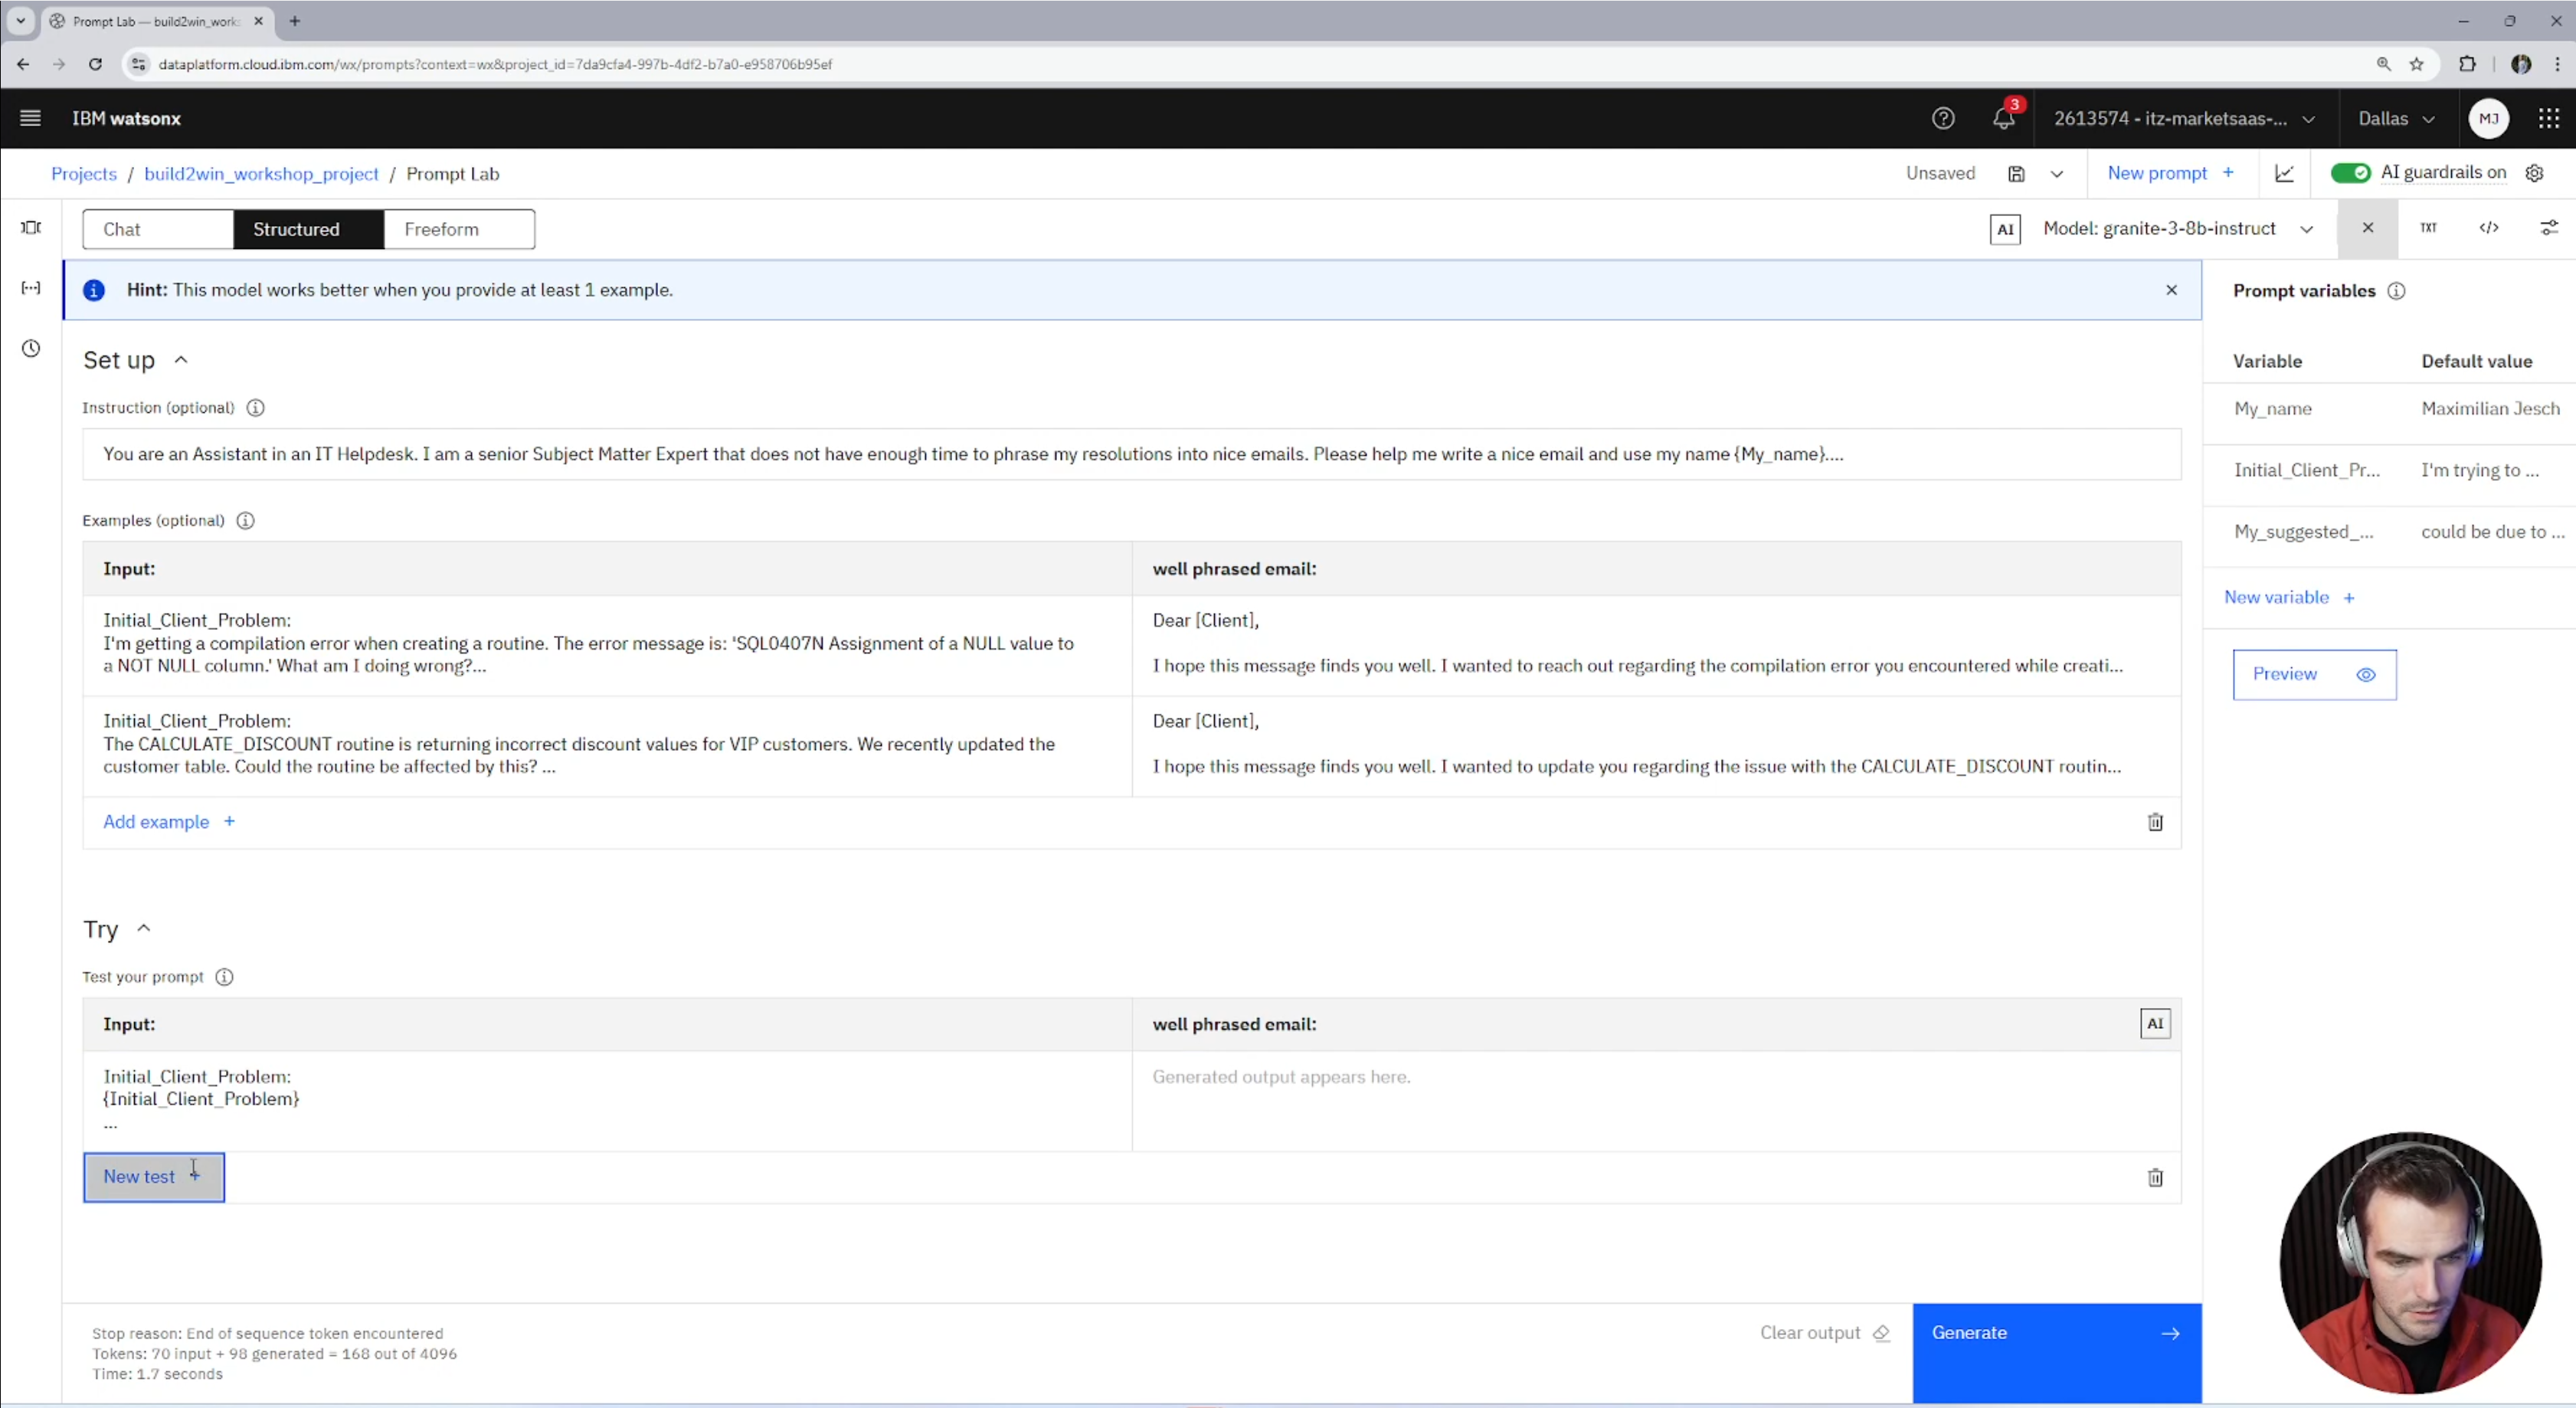 Prompt Lab — build2win_work
dataplatform.cloud.ibm.com/wx/prompts?context=wx&project_id=7da9cfa4-997b-4df2-b7a0-e958706b95ef
IBM watsonx
3
2613574 - itz-marketsaas-...
Dallas
MJ
Projects / build2win_workshop_project / Prompt Lab
Unsaved
New prompt +
AI guardrails on
Chat
Structured
Freeform
AI
Model: granite-3-8b-instruct
TXT
</>
Hint: This model works better when you provide at least 1 example.
Prompt variables
Variable
Default value
My_name
Maximilian Jesch
Initial_Client_Pr...
I'm trying to ...
My_suggested_...
could be due to ...
New variable +
Preview
Set up
Instruction (optional)
You are an Assistant in an IT Helpdesk. I am a senior Subject Matter Expert that does not have enough time to phrase my resolutions into nice emails. Please help me write a nice email and use my name {My_name}....
Examples (optional)
Input:
well phrased email:
Initial_Client_Problem:
I'm getting a compilation error when creating a routine. The error message is: 'SQL0407N Assignment of a NULL value to
a NOT NULL column.' What am I doing wrong?...
Dear [Client],
I hope this message finds you well. I wanted to reach out regarding the compilation error you encountered while creati...
Initial_Client_Problem:
The CALCULATE_DISCOUNT routine is returning incorrect discount values for VIP customers. We recently updated the
customer table. Could the routine be affected by this? ...
Dear [Client],
I hope this message finds you well. I wanted to update you regarding the issue with the CALCULATE_DISCOUNT routin...
Add example +
Try
Test your prompt
Input:
well phrased email:
AI
Initial_Client_Problem:
{Initial_Client_Problem}
...
Generated output appears here.
New test +
Stop reason: End of sequence token encountered
Tokens: 70 input + 98 generated = 168 out of 4096
Time: 1.7 seconds
Clear output
Generate